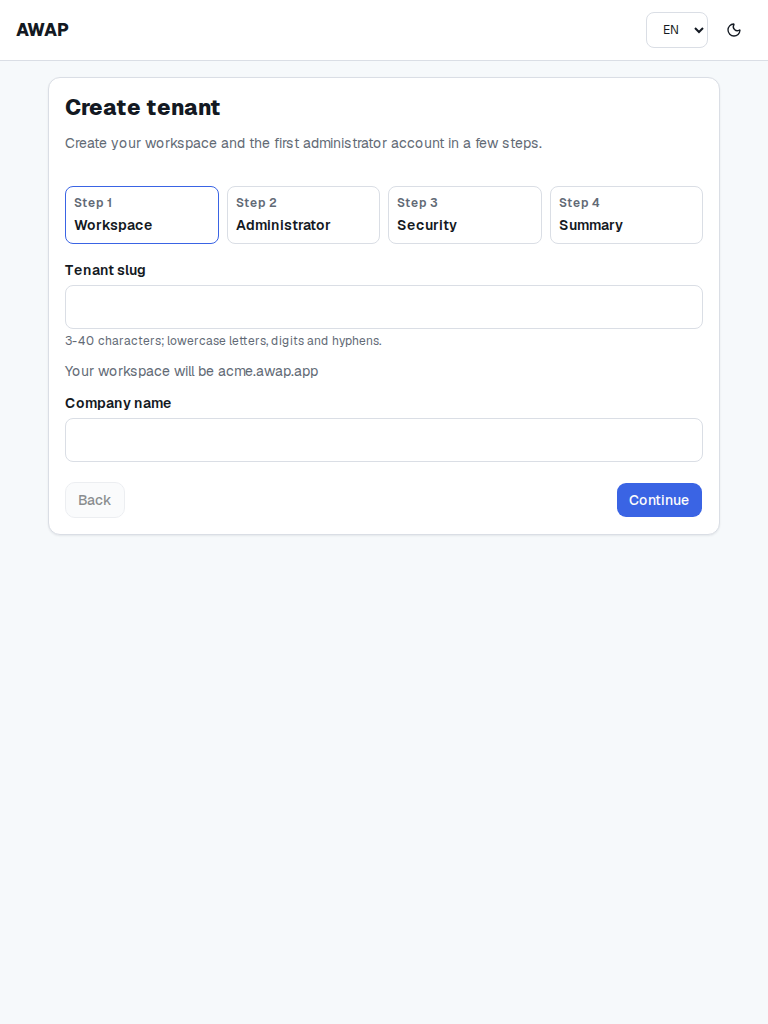 AWAP
EN
Create tenant
Create your workspace and the first administrator account in a few steps.
Step 1
Workspace
Step 2
Administrator
Step 3
Security
Step 4
Summary
Tenant slug
3-40 characters; lowercase letters, digits and hyphens.
Your workspace will be acme.awap.app
Company name
Back
Continue